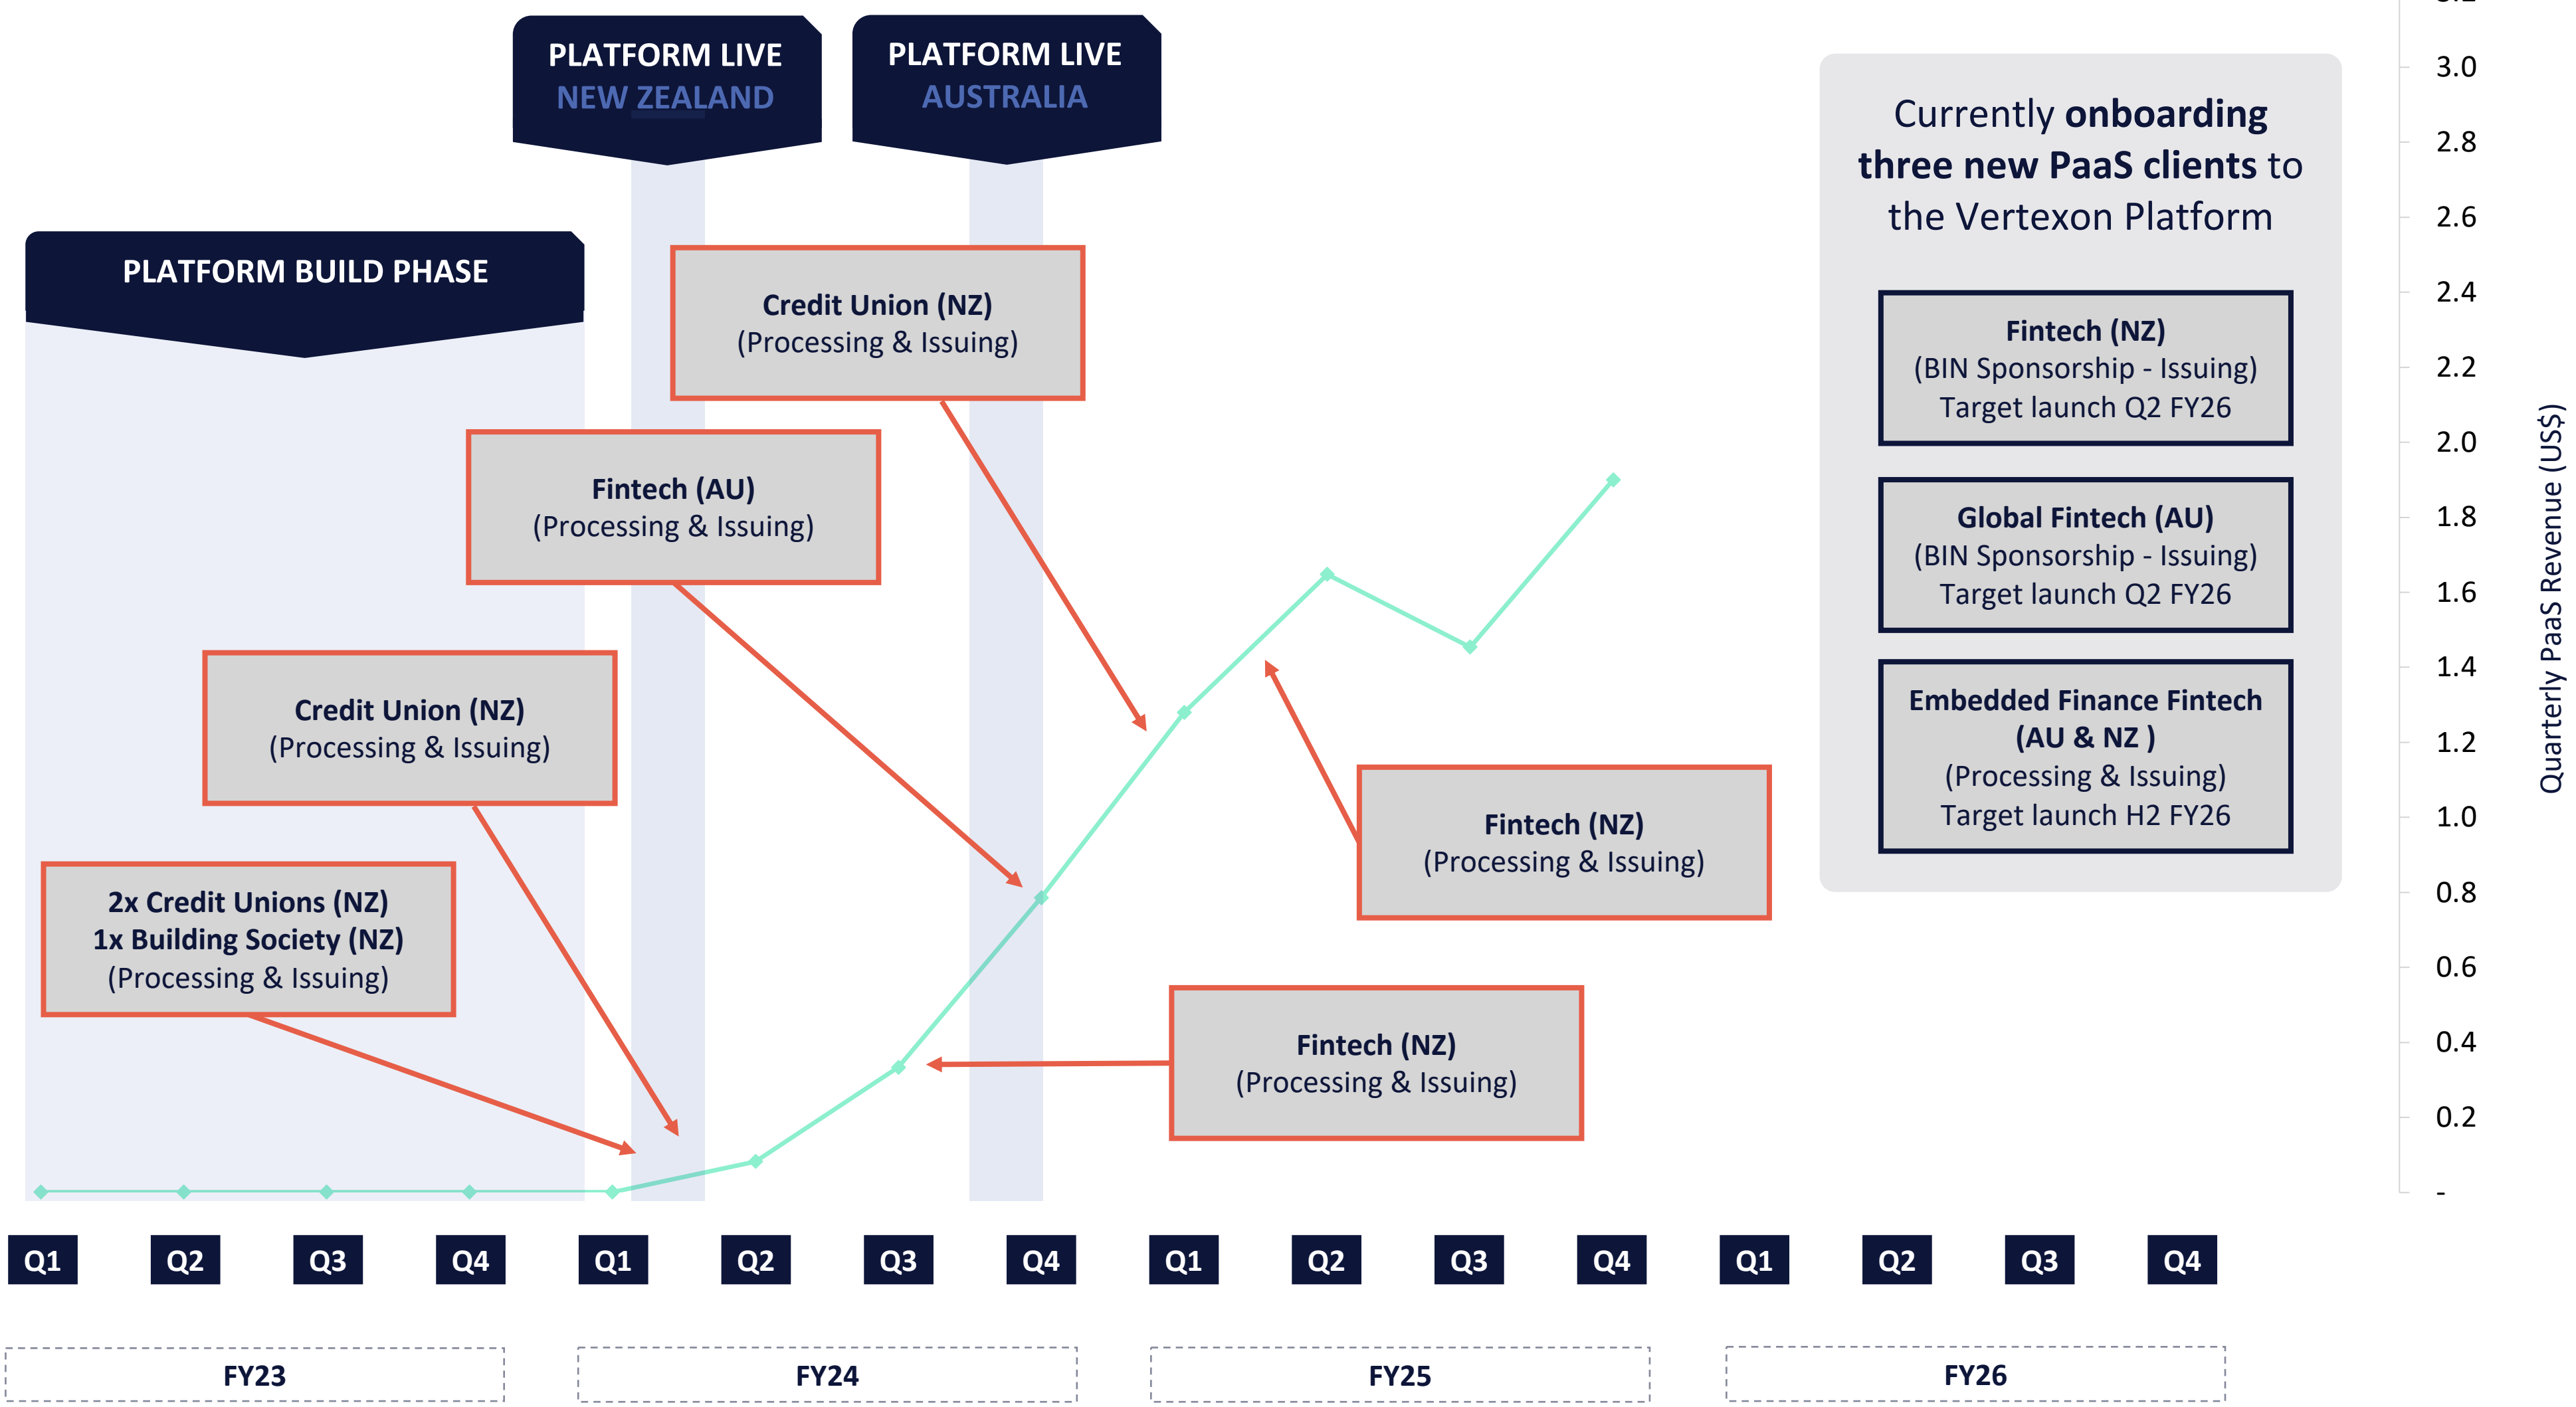 PLATFORM LIVE
NEW ZEALAND
PLATFORM LIVE
AUSTRALIA
PLATFORM BUILD PHASE
Credit Union (NZ)
(Processing & Issuing)
Fintech (AU)
(Processing & Issuing)
Credit Union (NZ)
(Processing & Issuing)
2x Credit Unions (NZ)
1x Building Society (NZ)
(Processing & Issuing)
Fintech (NZ)
(Processing & Issuing)
Fintech (NZ)
(Processing & Issuing)
Currently onboarding
three new PaaS clients to
the Vertexon Platform
Fintech (NZ)
(BIN Sponsorship - Issuing)
Target launch Q2 FY26
Global Fintech (AU)
(BIN Sponsorship - Issuing)
Target launch Q2 FY26
Embedded Finance Fintech
(AU & NZ )
(Processing & Issuing)
Target launch H2 FY26
3.0
2.8
2.6
2.4
2.2
2.0
1.8
1.6
1.4
1.2
1.0
0.8
0.6
0.4
0.2
-
Quarterly PaaS Revenue (US$)
Q1 Q2 Q3 Q4 Q1 Q2 Q3 Q4 Q1 Q2 Q3 Q4 Q1 Q2 Q3 Q4
FY23 FY24 FY25 FY26